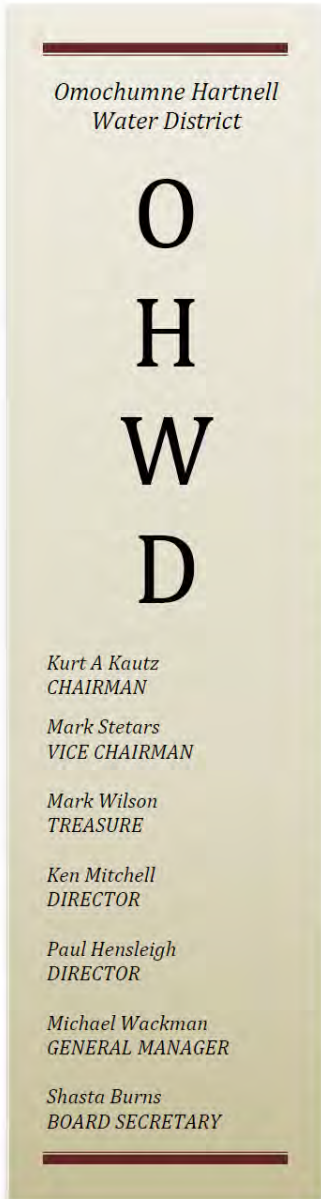 Omochumne Hartnell
Water District
O
H
W
D
Kurt A Kautz
CHAIRMAN
Mark Stetars
VICE CHAIRMAN
Mark Wilson
TREASURE
Ken Mitchell
DIRECTOR
Paul Hensleigh
DIRECTOR
Michael Wackman
GENERAL MANAGER
Shasta Burns
BOARD SECRETARY